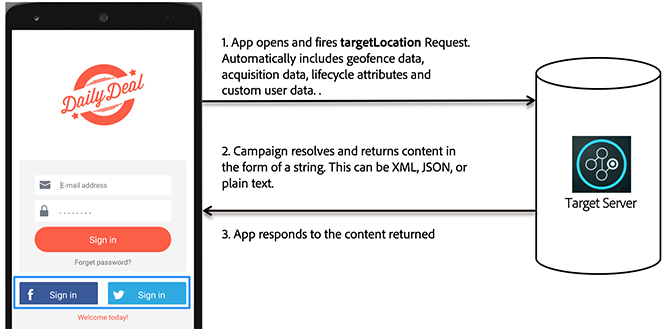 Daily Deal
E-mail address
Sign in
Forget password?
f Sign in
Sign in
Welcome today!
1. App opens and fires targetLocation Request.
Automatically includes geofence data,
acquisition data, lifecycle attributes and
custom user data. .
2. Campaign resolves and returns content in
the form of a string. This can be XML, JSON, or
plain text.
3. App responds to the content returned
Target Server